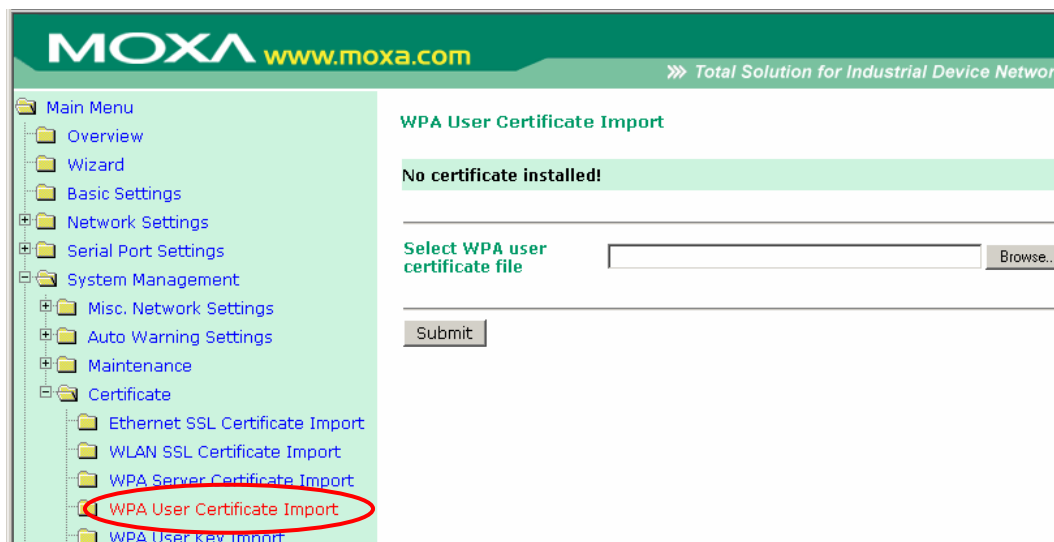 MOXA www.moxa.com
Total Solution for Industrial Device Networ
Main Menu
Overview
Wizard
Basic Settings
Network Settings
Serial Port Settings
System Management
Misc. Network Settings
Auto Warning Settings
Maintenance
Certificate
Ethernet SSL Certificate Import
WLAN SSL Certificate Import
WPA Server Certificate Import
WPA User Certificate Import
WPA User Key Import
WPA User Certificate Import
No certificate installed!
Select WPA user
certificate file
Browse..
Submit